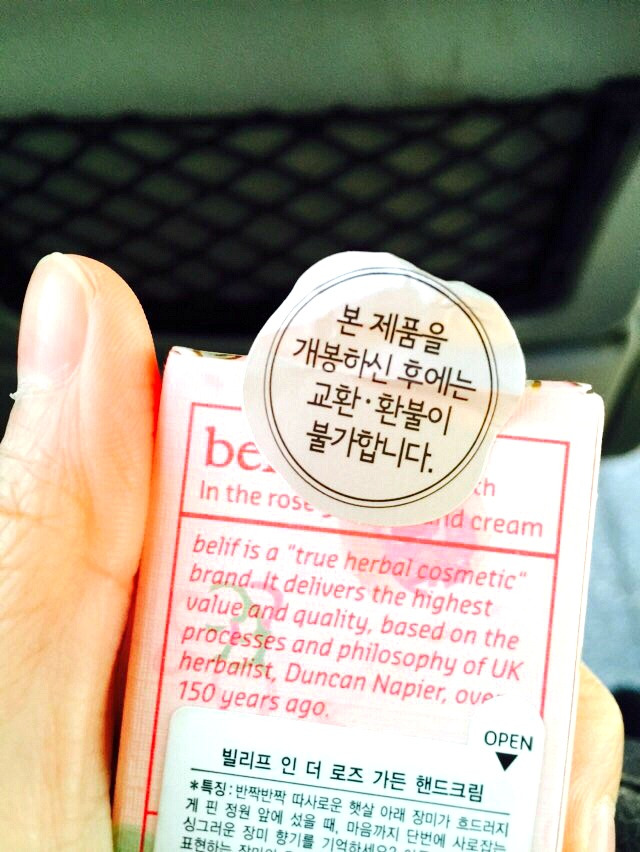 본 제품을
개봉하신 후에는
교환·환불이
불가합니다.
In the rose
nd cream
belif is a "true herbal cosmetic"
brand. It delivers the highest
value and quality, based on the
processes and philosophy of UK
herbalist, Duncan Napier, over
150 years ago.
OPEN
빌리프 인 더 로즈 가든 핸드크림
*특징: 반짝반짝 따사로운 햇살 아래 장미가 흐드러지
게 핀 정원 앞에 섰을 때, 마음까지 단번에 사로잡는
싱그러운 장미 향기를 기억하세요?
표현하는